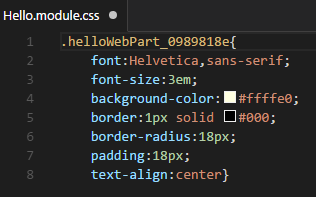 Hello.module.css
1 .helloWebPart_0989818e{
2 font:Helvetica,sans-serif;
3 font-size:3em;
4 background-color:#ffffe0;
5 border:1px solid #000;
6 border-radius:18px;
7 padding:18px;
8 text-align:center}